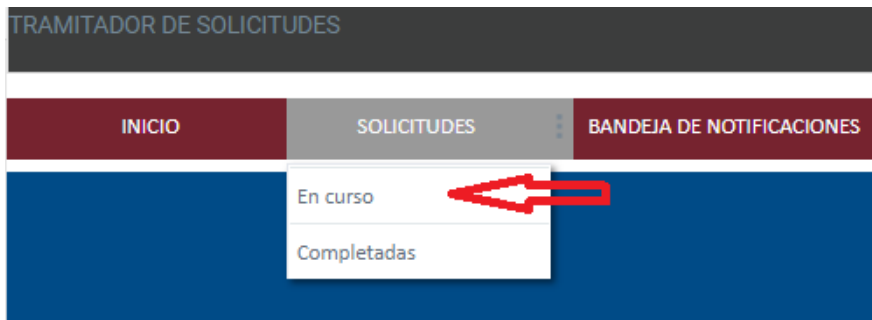 TRAMITADOR DE SOLICITUDES
INICIO SOLICITUDES BANDEJA DE NOTIFICACIONES
En curso
Completadas